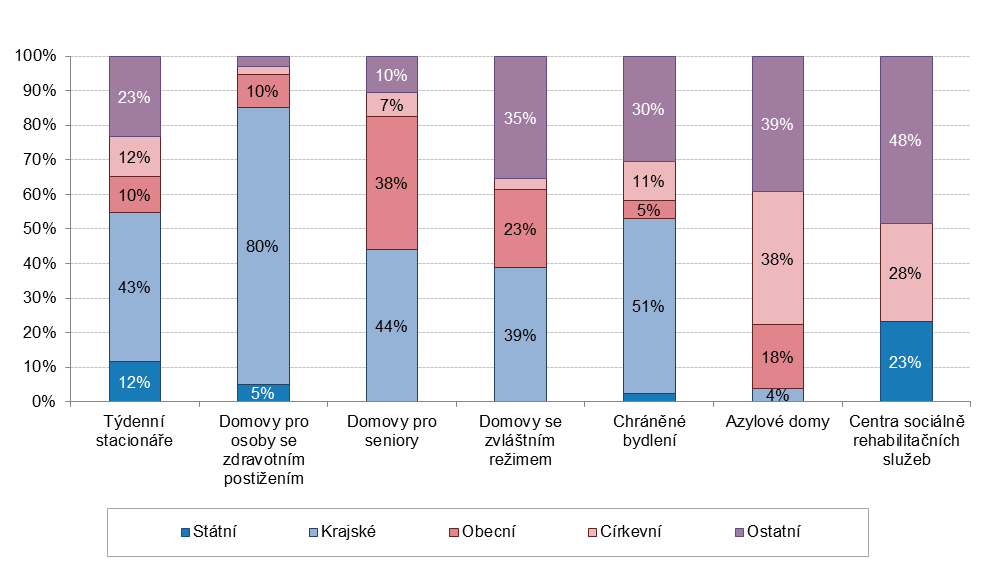 100%
90%
80%
70%
60%
50%
40%
30%
20%
10%
0%
23%
12%
10%
43%
12%
10%
80%
5%
10%
7%
38%
44%
35%
23%
39%
30%
11%
5%
51%
39%
38%
18%
4%
48%
28%
23%
Týdenní
stacionáře
Domovy pro
osoby se
zdravotním
postižením
Domovy pro
seniory
Domovy se
zvláštním
režimem
Chráněné
bydlení
Azylové domy
Centra sociálně
rehabilitačních
služeb
Státní
Krajské
Obecní
Církevní
Ostatní